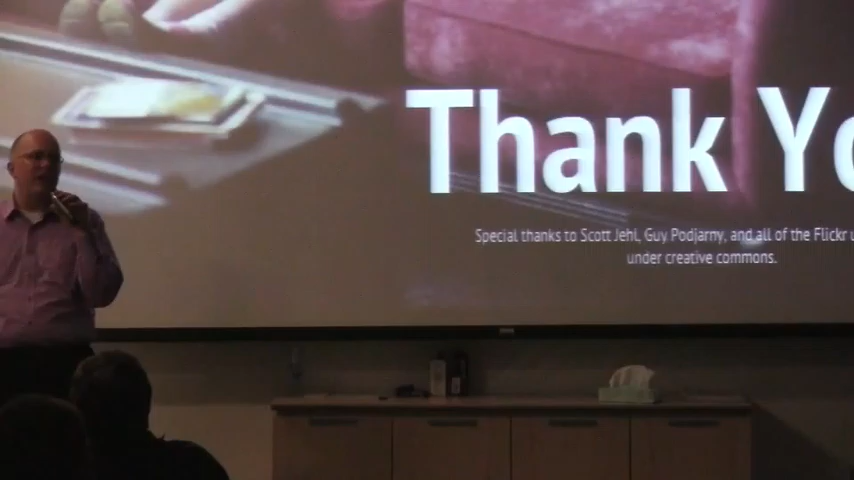 Thank Yo
Special thanks to Scott Jehl, Guy Podjarny, and all of the Flickr u
under creative commons.